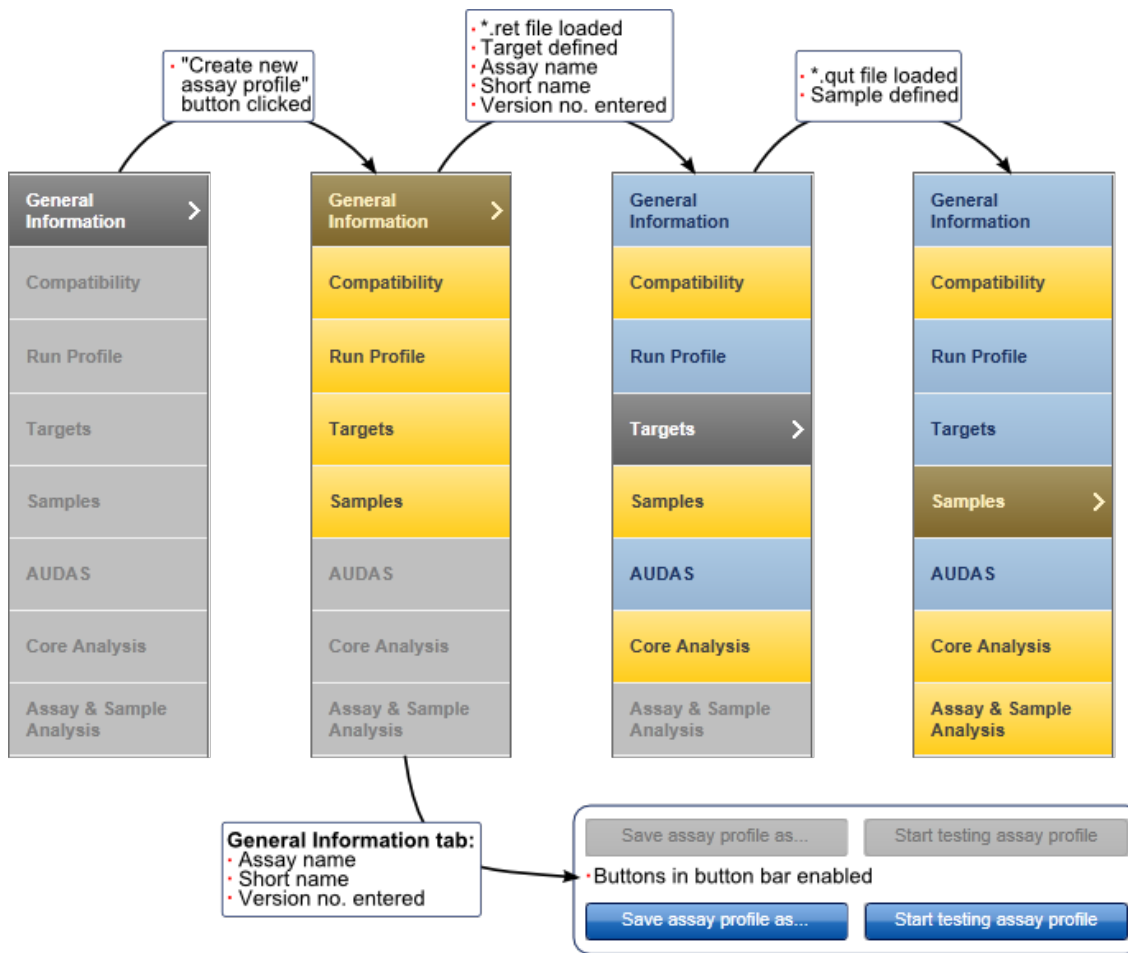 · "Create new
assay profile"
button clicked
· *.ret file loaded
· Target defined
· Assay name
· Short name
· Version no. entered
· *.qut file loaded
· Sample defined
General
Information
Compatibility
Run Profile
Targets
Samples
AUDAS
Core Analysis
Assay & Sample
Analysis
General
Information
Compatibility
Run Profile
Targets
Samples
AUDAS
Core Analysis
Assay & Sample
Analysis
General
Information
Compatibility
Run Profile
Targets
Samples
AUDAS
Core Analysis
Assay & Sample
Analysis
General
Information
Compatibility
Run Profile
Targets
Samples
AUDAS
Core Analysis
Assay & Sample
Analysis
General Information tab:
· Assay name
· Short name
· Version no. entered
Save assay profile as...
Start testing assay profile
· Buttons in button bar enabled
Save assay profile as...
Start testing assay profile